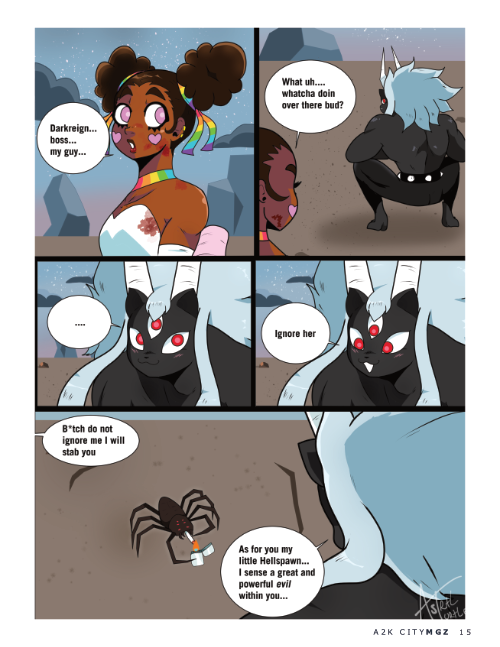 Darkreign...
boss...
my guy...
What uh....
whatcha doin
over there bud?
....
Ignore her
B*tch do not
ignore me I will
stab you
As for you my
little Hellspawn...
I sense a great and
powerful evil
within you...
A2K CITYMGZ 15